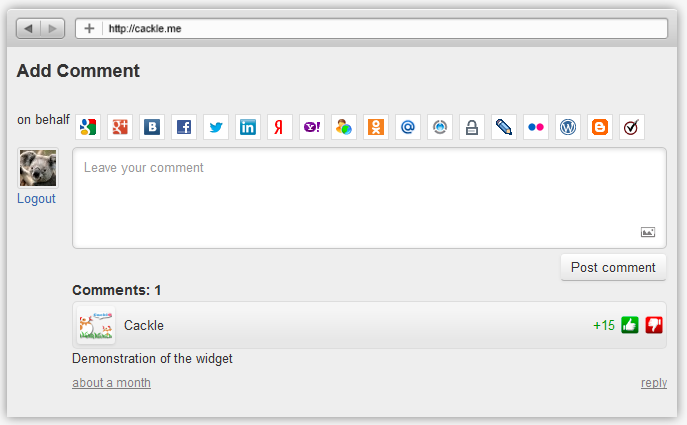 http://cackle.me
Add Comment
on behalf
Leave your comment
Logout
Post comment
Comments: 1
Cackle +15
Demonstration of the widget
about a month reply